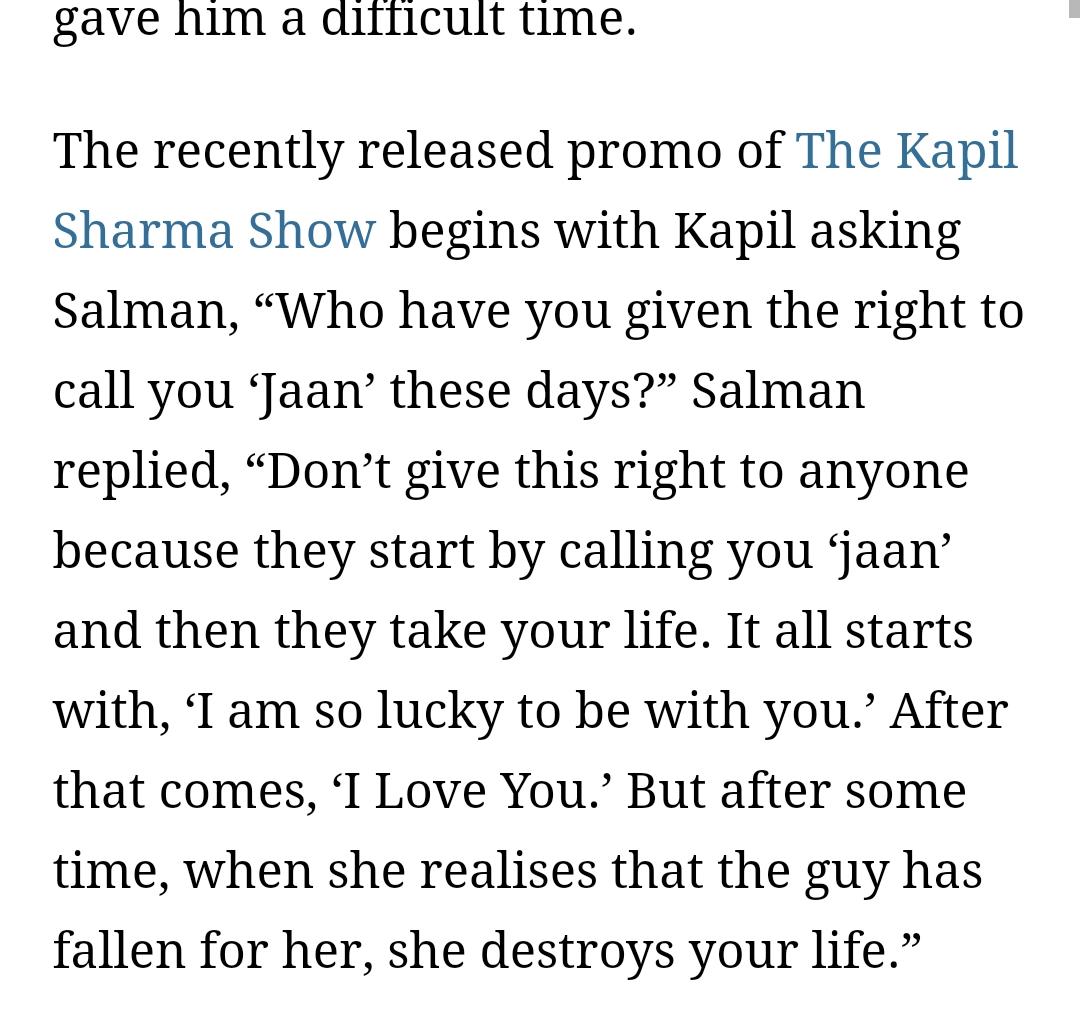 gave him a difficult time.
The recently released promo of The Kapil
Sharma Show begins with Kapil asking
Salman, “Who have you given the right to
call you ‘Jaan’ these days?” Salman
replied, “Don’t give this right to anyone
because they start by calling you ‘jaan’
and then they take your life. It all starts
with, ‘I am so lucky to be with you.’ After
that comes, ‘I Love You.’ But after some
time, when she realises that the guy has
fallen for her, she destroys your life.”